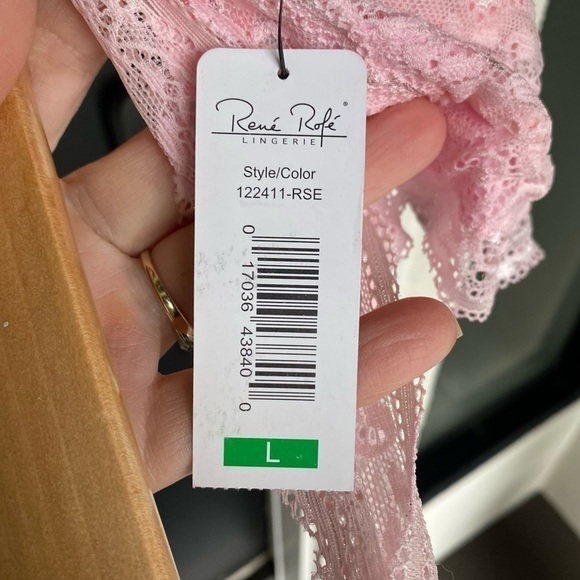 René Rofé®
LINGERIE
Style/Color
122411-RSE
0 17036 43840 0
L